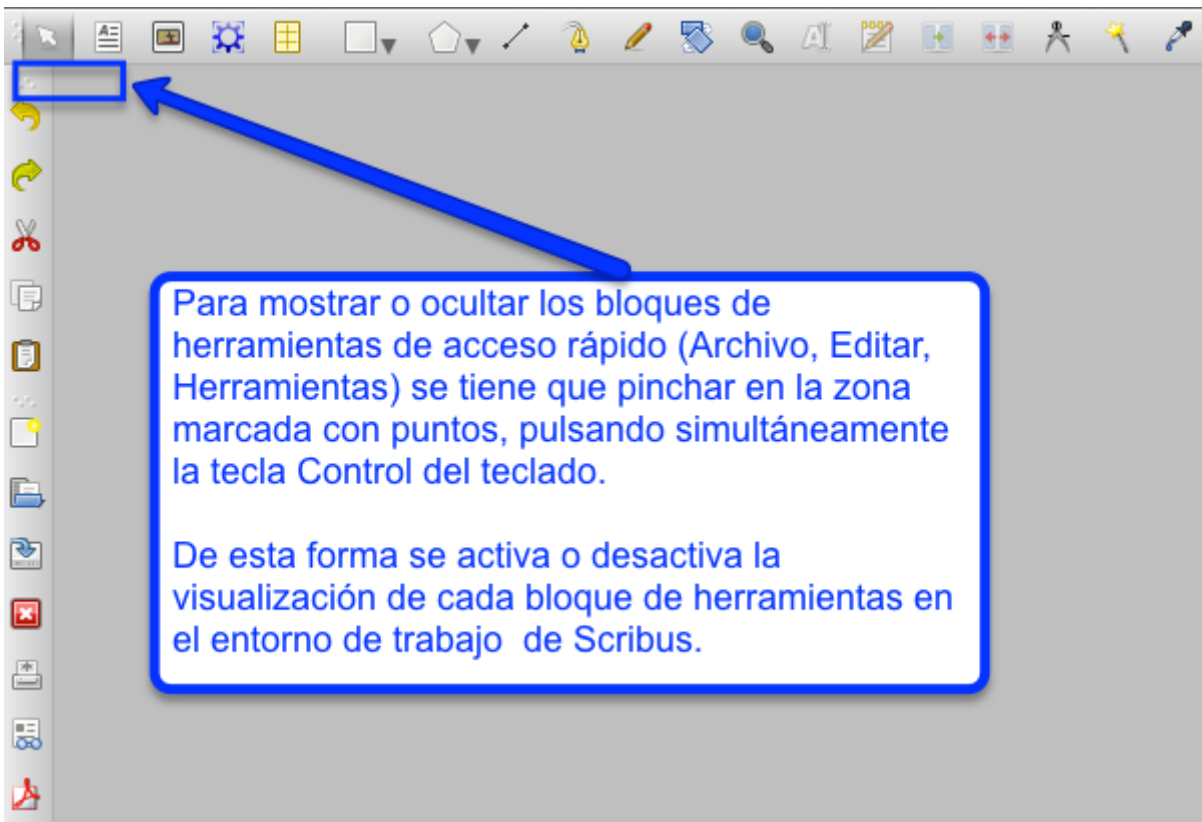 Para mostrar o ocultar los bloques de
herramientas de acceso rápido (Archivo, Editar,
Herramientas) se tiene que pinchar en la zona
marcada con puntos, pulsando simultáneamente
la tecla Control del teclado.
De esta forma se activa o desactiva la
visualización de cada bloque de herramientas en
el entorno de trabajo  de Scribus.